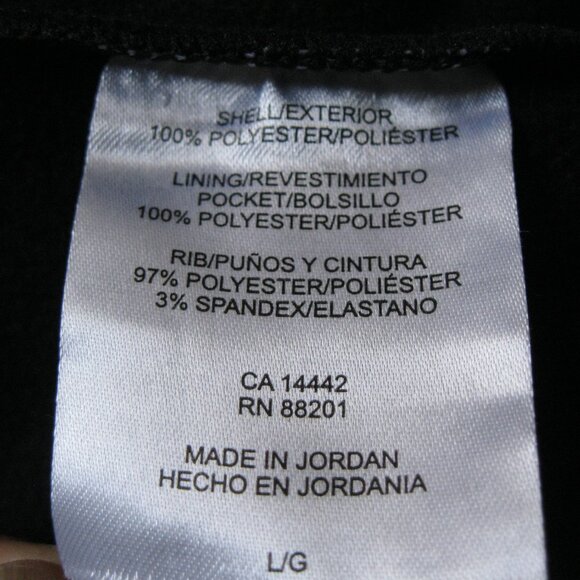 SHELL/EXTERIOR
100% POLYESTER/POLIÉSTER
LINING/REVESTIMIENTO
POCKET/BOLSILLO
100% POLYESTER/POLIÉSTER
RIB/PUÑOS Y CINTURA
97% POLYESTER/POLIÉSTER
3% SPANDEX/ELASTANO
CA 14442
RN 88201
MADE IN JORDAN
HECHO EN JORDANIA
L/G